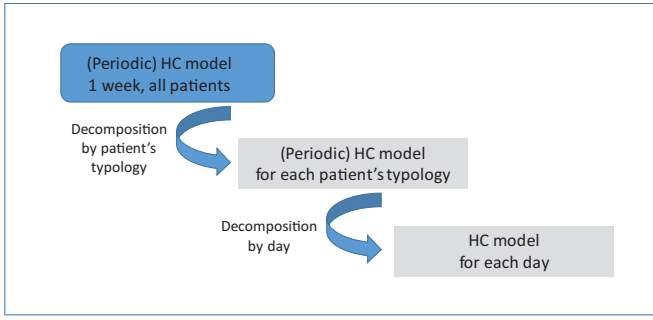 (Periodic) HC model
1 week, all patients
Decomposition
by patient's
typology
(Periodic) HC model
for each patient's typology
Decomposition
by day
HC model
for each day